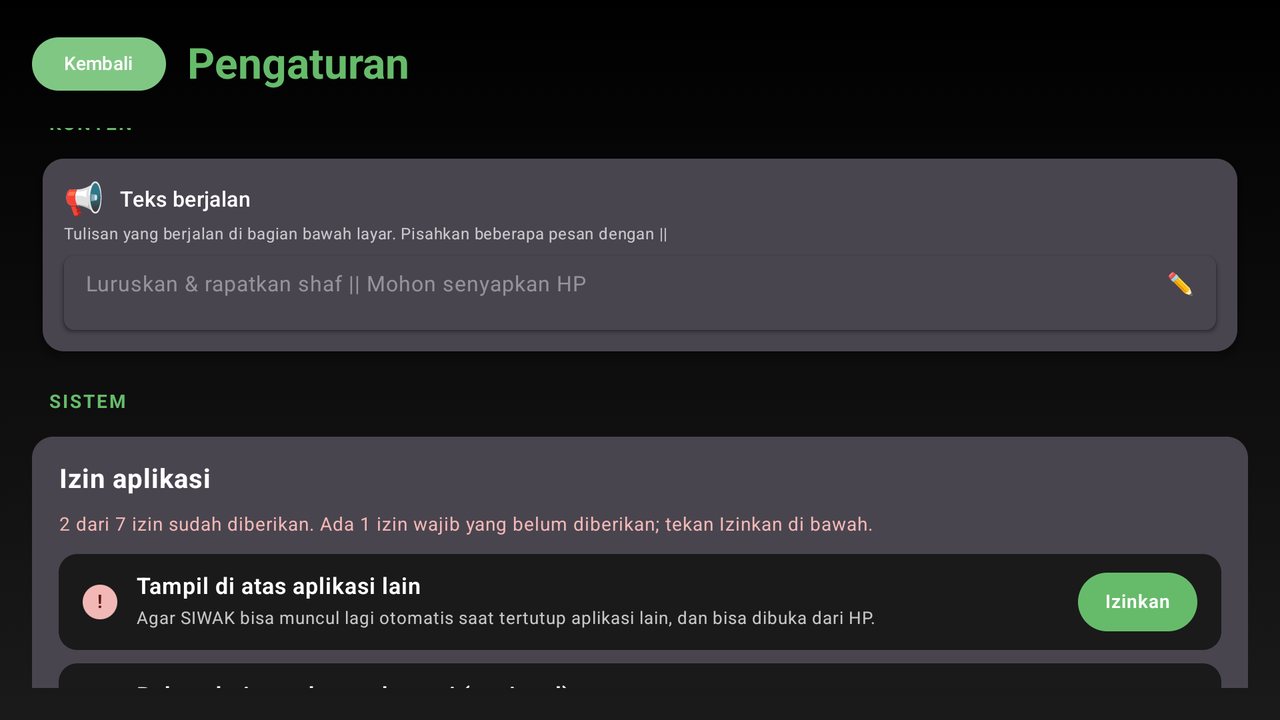 Kembali
Pengaturan
KONTEN
Teks berjalan
Tulisan yang berjalan di bagian bawah layar. Pisahkan beberapa pesan dengan ||
Luruskan & rapatkan shaf || Mohon senyapkan HP
SISTEM
Izin aplikasi
2 dari 7 izin sudah diberikan. Ada 1 izin wajib yang belum diberikan; tekan Izinkan di bawah.
!
Tampil di atas aplikasi lain
Agar SIWAK bisa muncul lagi otomatis saat tertutup aplikasi lain, dan bisa dibuka dari HP.
Izinkan